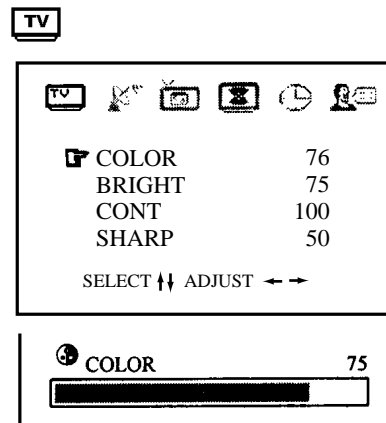 TV
TV
COLOR 76
BRIGHT 75
CONT 100
SHARP 50
SELECT ADJUST
COLOR 75